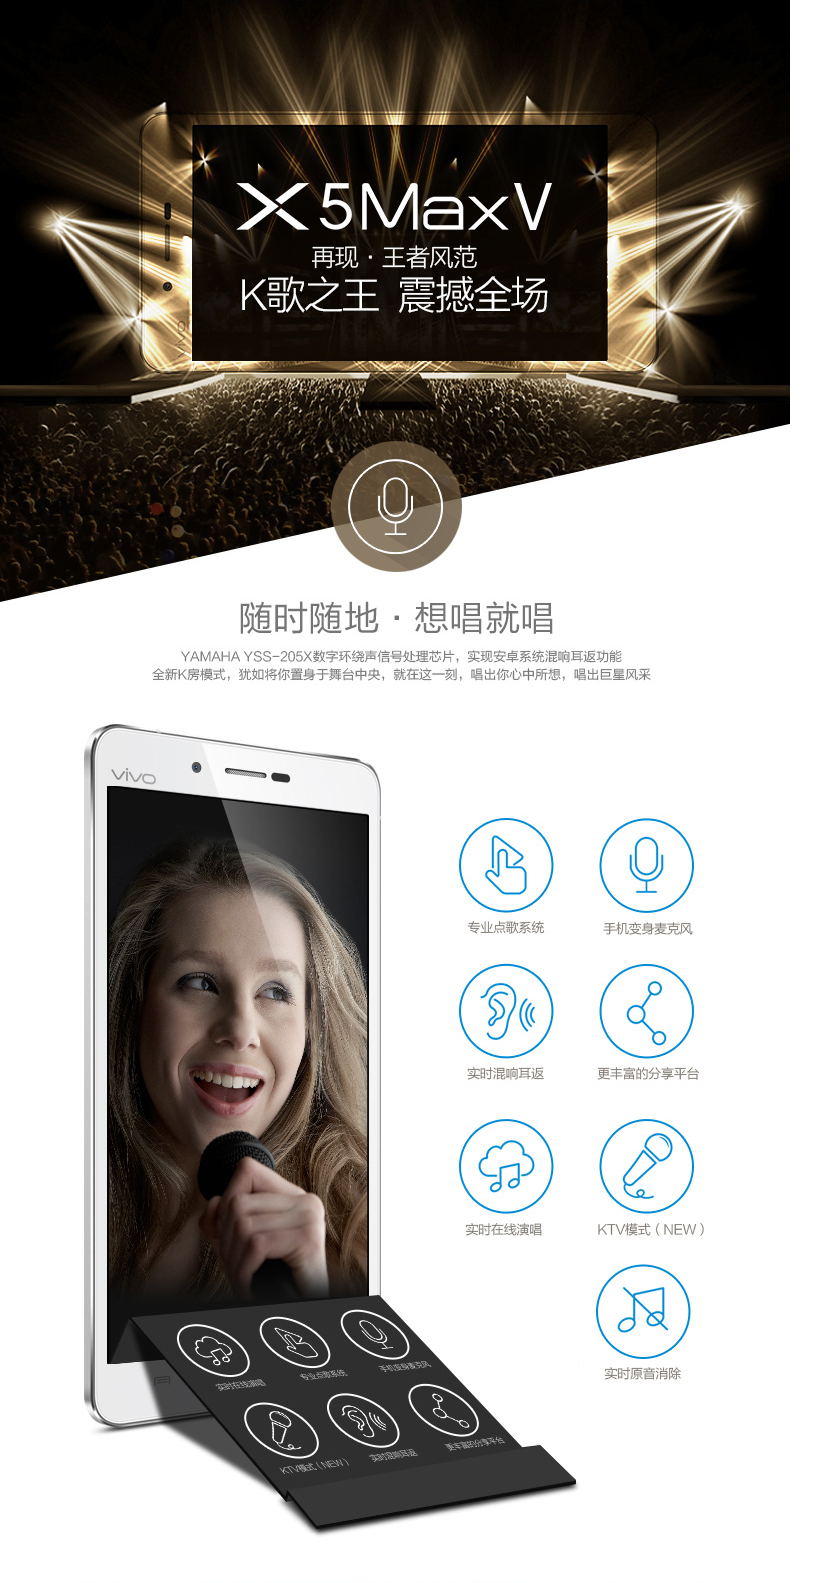 X5MaxV
再现·王者风范
K歌之王 震撼全场
vivo
随时随地·想唱就唱
YAMAHA YSS-205X数字环绕声信号处理芯片，实现安卓系统混响耳返功能
全新K房模式，犹如将你置身于舞台中央，就在这一刻，唱出你心中所想，唱出巨星风采
vivo
专业点歌系统
手机变身麦克风
实时混响耳返
更丰富的分享平台
实时在线演唱
KTV模式（NEW）
实时原音消除
实时在线演唱
专业点歌系统
手机变身麦克风
KTV模式（NEW）
实时混响耳返
更丰富的分享平台